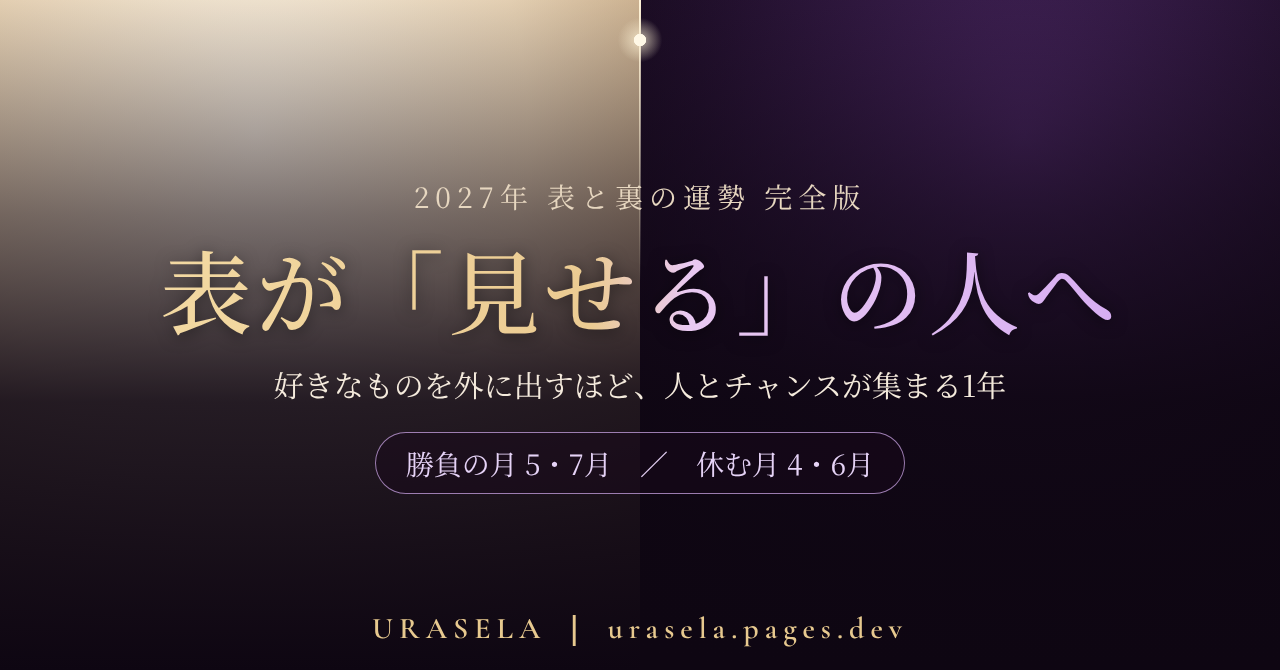 2027年 表と裏の運勢 完全版
表が「見せる」の人へ
好きなものを外に出すほど、人とチャンスが集まる1年
勝負の月 5・7月　／　休む月 4・6月
URASELA ｜ urasela.pages.dev